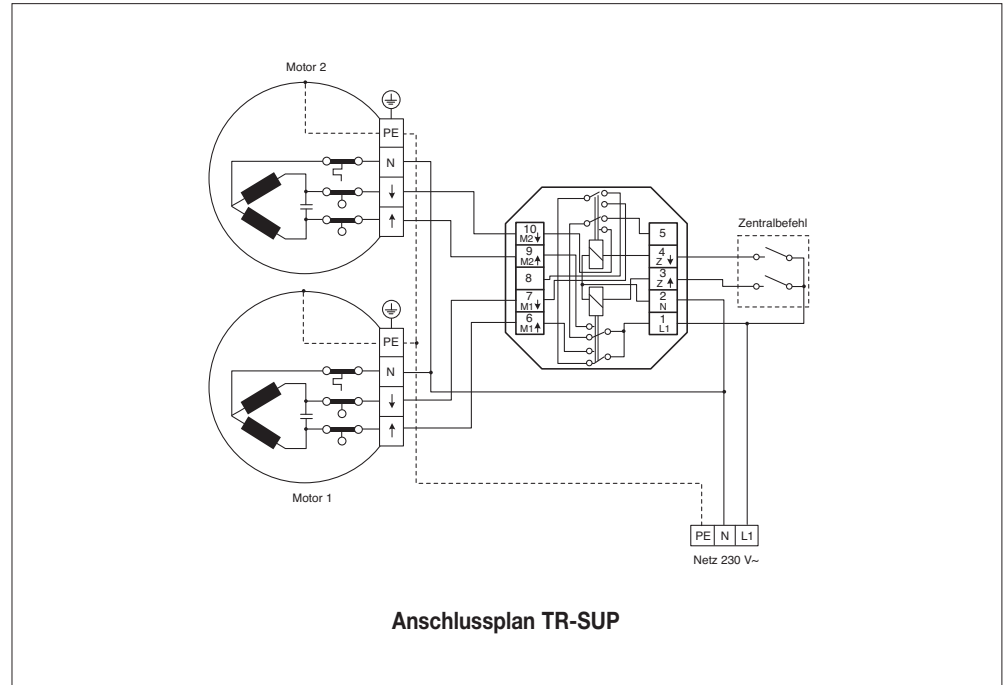 Motor 2
PE
N
↓
↑
Motor 1
PE
N
↓
↑
10
M2↓
9
M2↑
8
7
M1↓
6
M1↑
5
4
Z↓
3
Z↑
2
N
1
L1
Zentralbefehl
PE N L1
Netz 230 V~
Anschlussplan TR-SUP